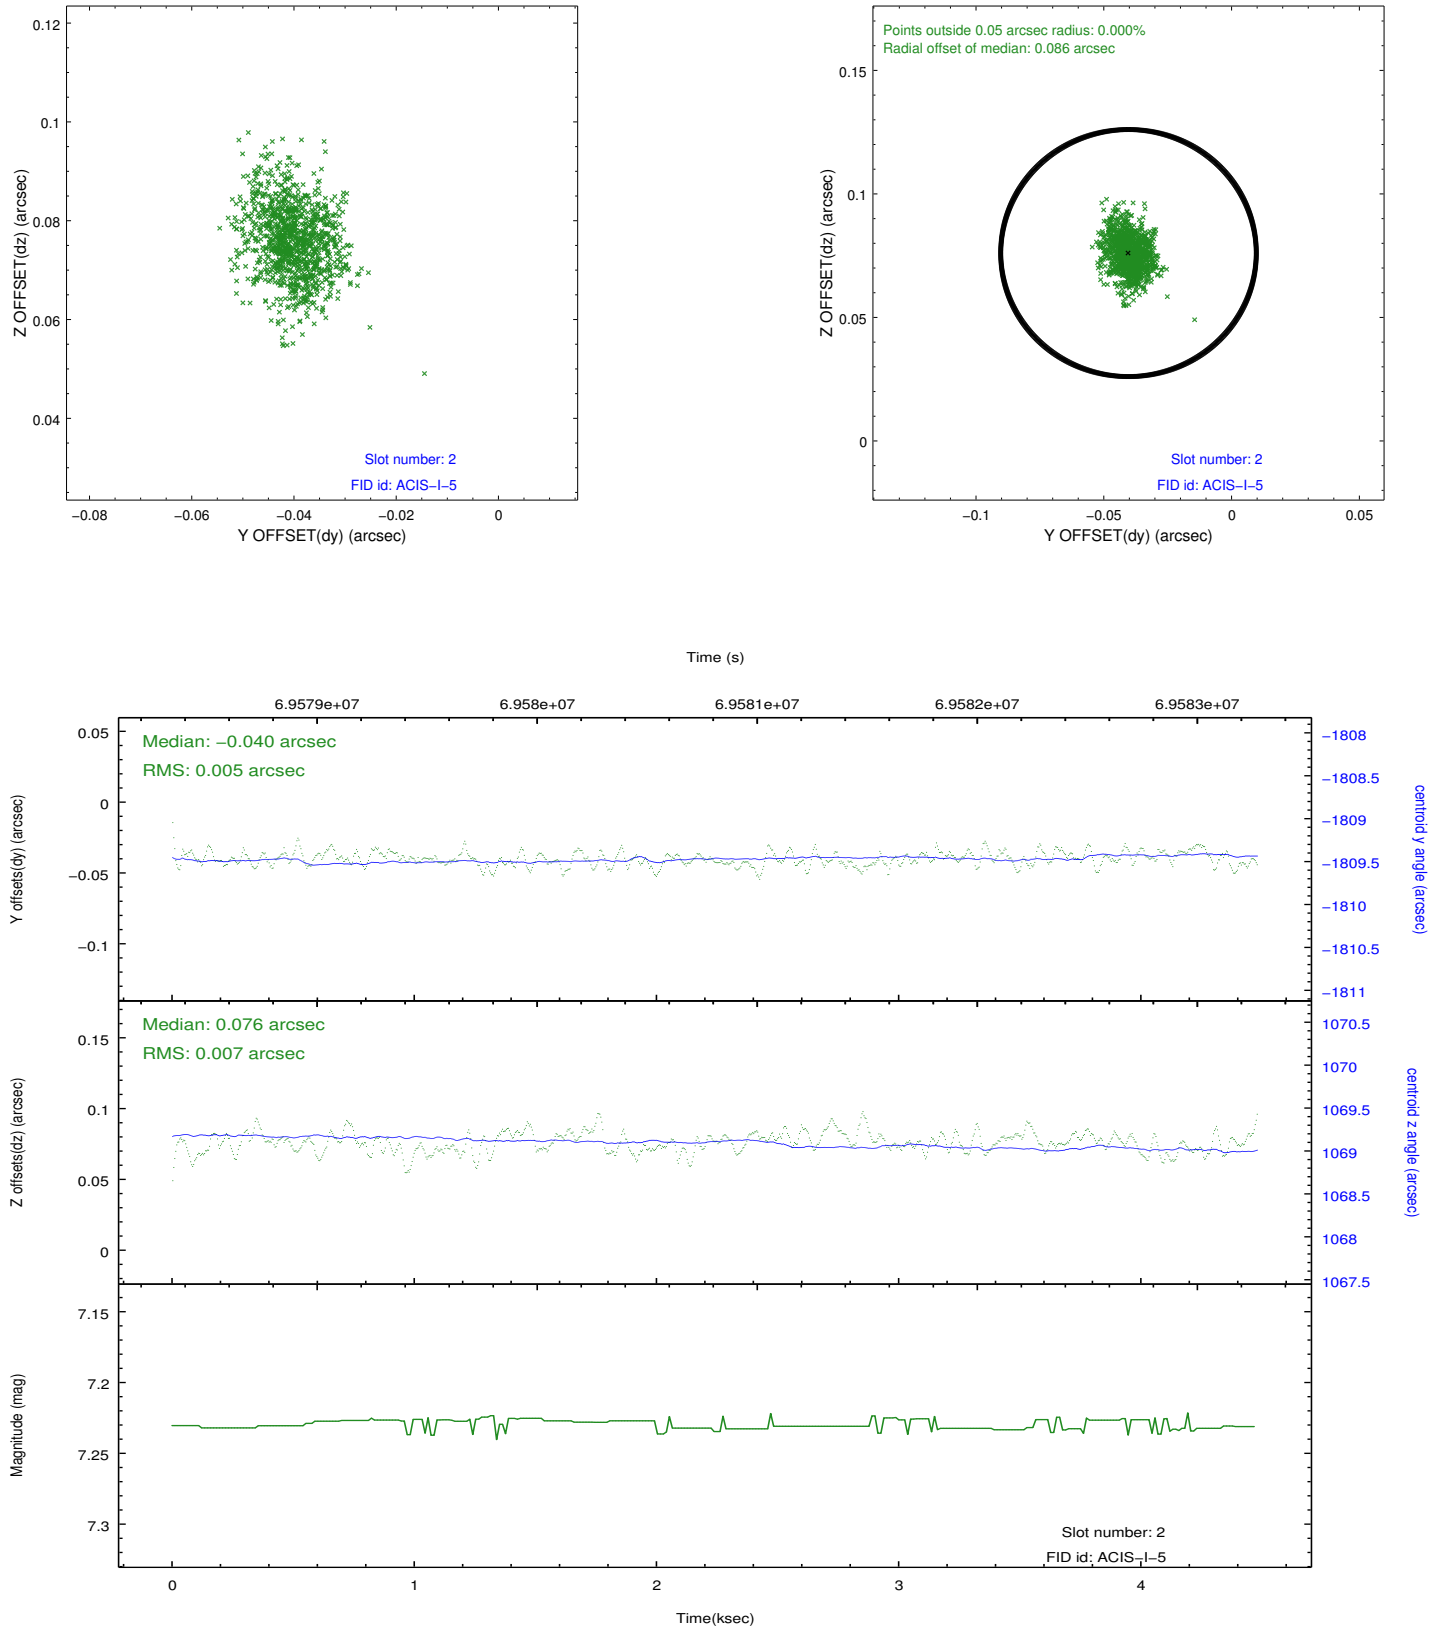 0.12
0.1
0.08
0.06
0.04
Z OFFSET(dz) (arcsec)
Slot number: 2
FID id: ACIS−I−5
−0.08 −0.06 −0.04 −0.02 0
Y OFFSET(dy) (arcsec)
Points outside 0.05 arcsec radius: 0.000%
Radial offset of median: 0.086 arcsec
0.15
0.1
0.05
0
Z OFFSET(dz) (arcsec)
Slot number: 2
FID id: ACIS−I−5
−0.1 −0.05 0 0.05
Y OFFSET(dy) (arcsec)
Time (s)
6.9579e+07 6.958e+07 6.9581e+07 6.9582e+07 6.9583e+07
Median: −0.040 arcsec
RMS: 0.005 arcsec
0.05
0
−0.05
−0.1
Y offsets(dy) (arcsec)
−1808
−1808.5
−1809
−1809.5
−1810
−1810.5
−1811
centroid y angle (arcsec)
Median: 0.076 arcsec
RMS: 0.007 arcsec
0.15
0.1
0.05
0
Z offsets(dz) (arcsec)
1070.5
1070
1069.5
1069
1068.5
1068
1067.5
centroid z angle (arcsec)
7.15
7.2
7.25
7.3
Magnitude (mag)
Slot number: 2
FID id: ACIS−I−5
0 1 2 3 4
Time(ksec)